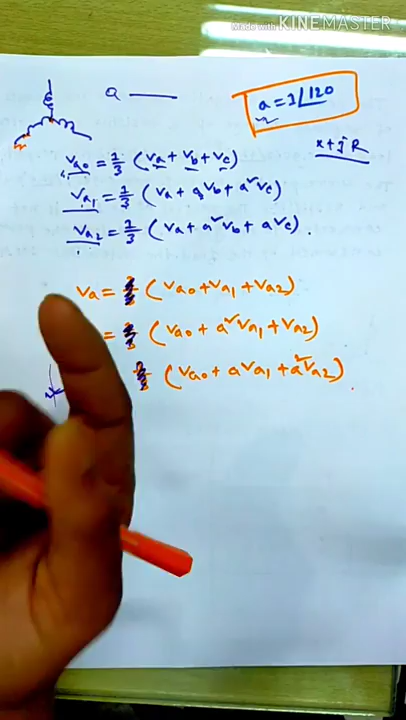 Made with KINEMASTER
a
a = 1∠120
x + j R
Va0 = 1/3 (Va + Vb + Vc)
Va1 = 1/3 (Va + aVb + a²Vc)
Va2 = 1/3 (Va + a²Vb + aVc)
Va = (Va0 + Va1 + Va2)
= (Va0 + a²Va1 + Va2)
(Va0 + aVa1 + a²Va2)